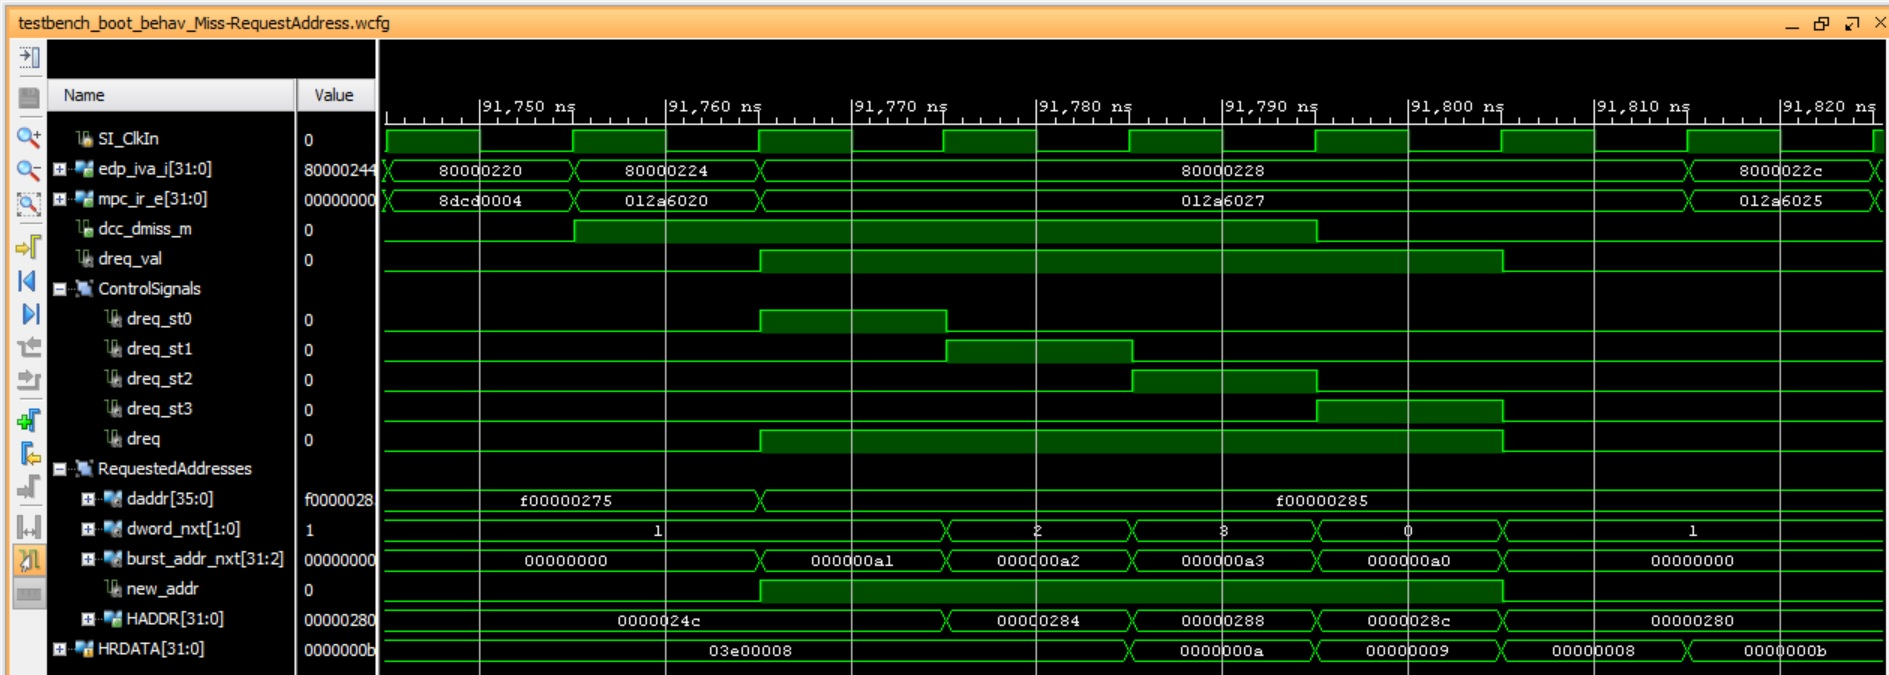 testbench_boot_behav_Miss-RequestAddress.wcfg
Name Value
91,750 ns 91,760 ns 91,770 ns 91,780 ns 91,790 ns 91,800 ns 91,810 ns 91,820 ns
SI_ClkIn 0
edp_iva_i[31:0] 80000244 80000220 80000224 80000228 8000022c
mpc_ir_e[31:0] 00000000 8dcd0004 012a6020 012a6027 012a6025
dcc_dmiss_m 0
dreq_val 0
ControlSignals
dreq_st0 0
dreq_st1 0
dreq_st2 0
dreq_st3 0
dreq 0
RequestedAddresses
daddr[35:0] f0000028 f00000275 f00000285
dword_nxt[1:0] 1 1 2 3 0 1
burst_addr_nxt[31:2] 00000000 00000000 000000a1 000000a2 000000a3 000000a0 00000000
new_addr 0
HADDR[31:0] 00000280 0000024c 00000284 00000288 0000028c 00000280
HRDATA[31:0] 0000000b 03e00008 0000000a 00000009 00000008 0000000b